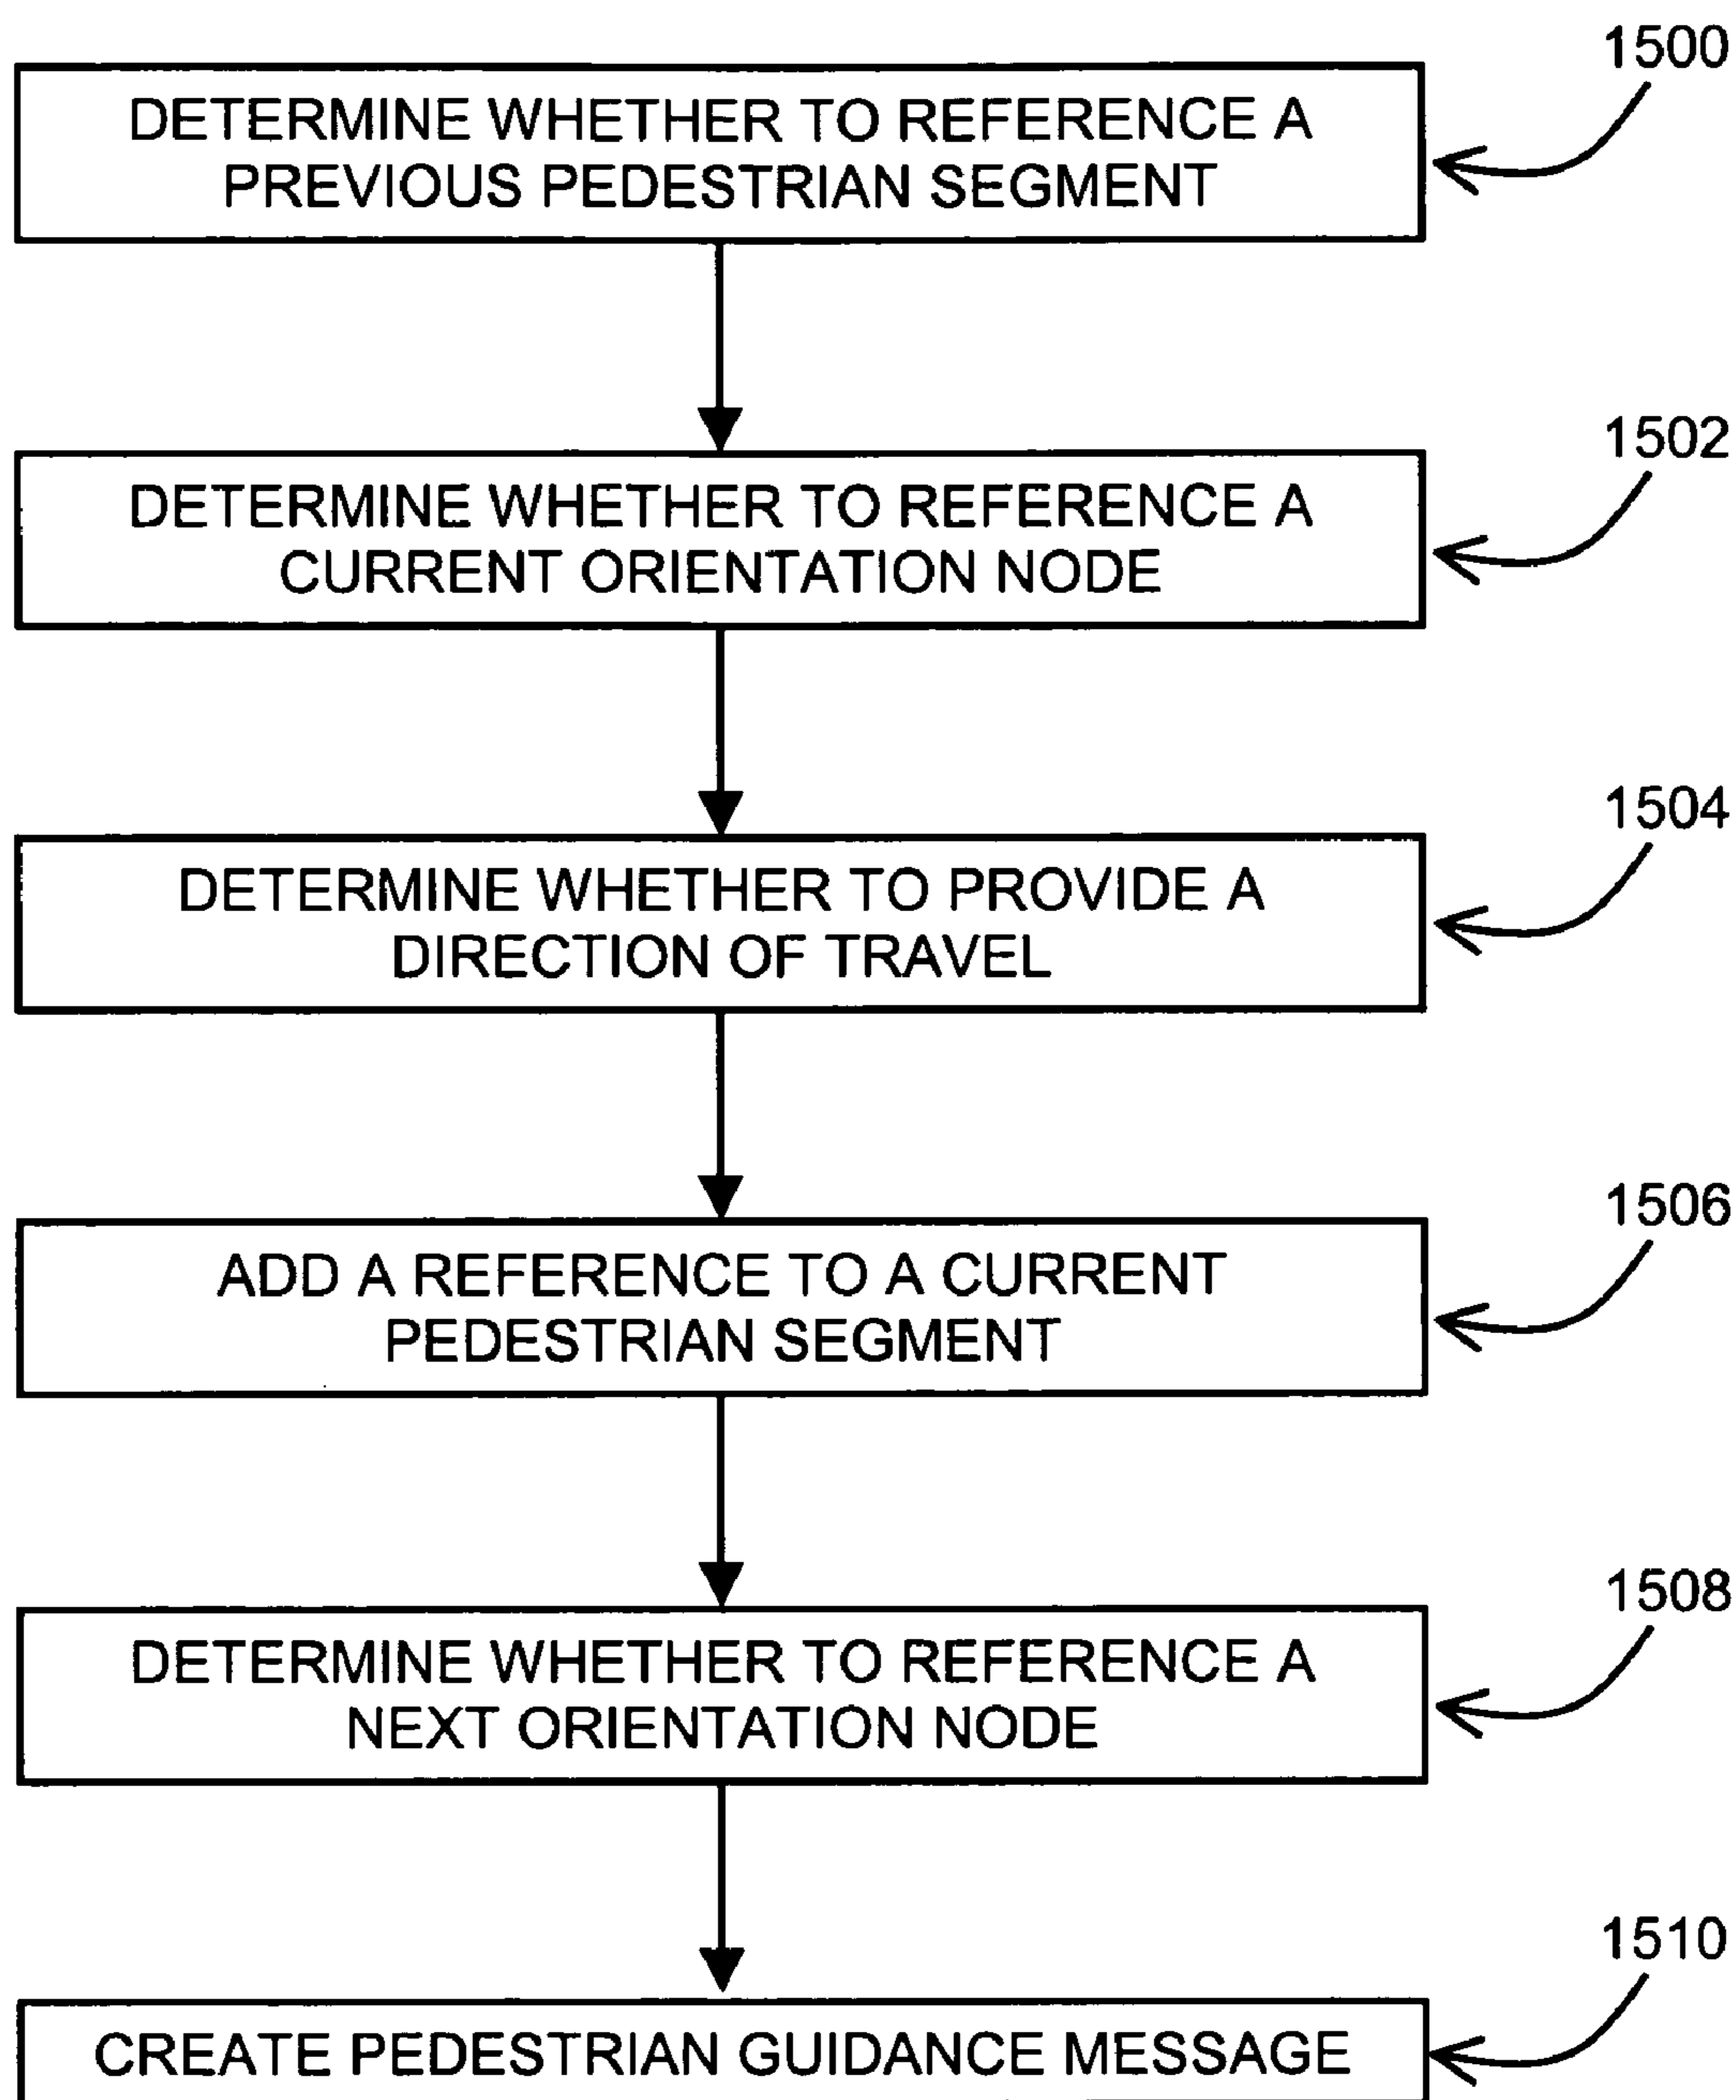 1500
DETERMINE WHETHER TO REFERENCE A
PREVIOUS PEDESTRIAN SEGMENT
1502
DETERMINE WHETHER TO REFERENCE A
CURRENT ORIENTATION NODE
1504
DETERMINE WHETHER TO PROVIDE A
DIRECTION OF TRAVEL
1506
ADD A REFERENCE TO A CURRENT
PEDESTRIAN SEGMENT
1508
DETERMINE WHETHER TO REFERENCE A
NEXT ORIENTATION NODE
1510
CREATE PEDESTRIAN GUIDANCE MESSAGE